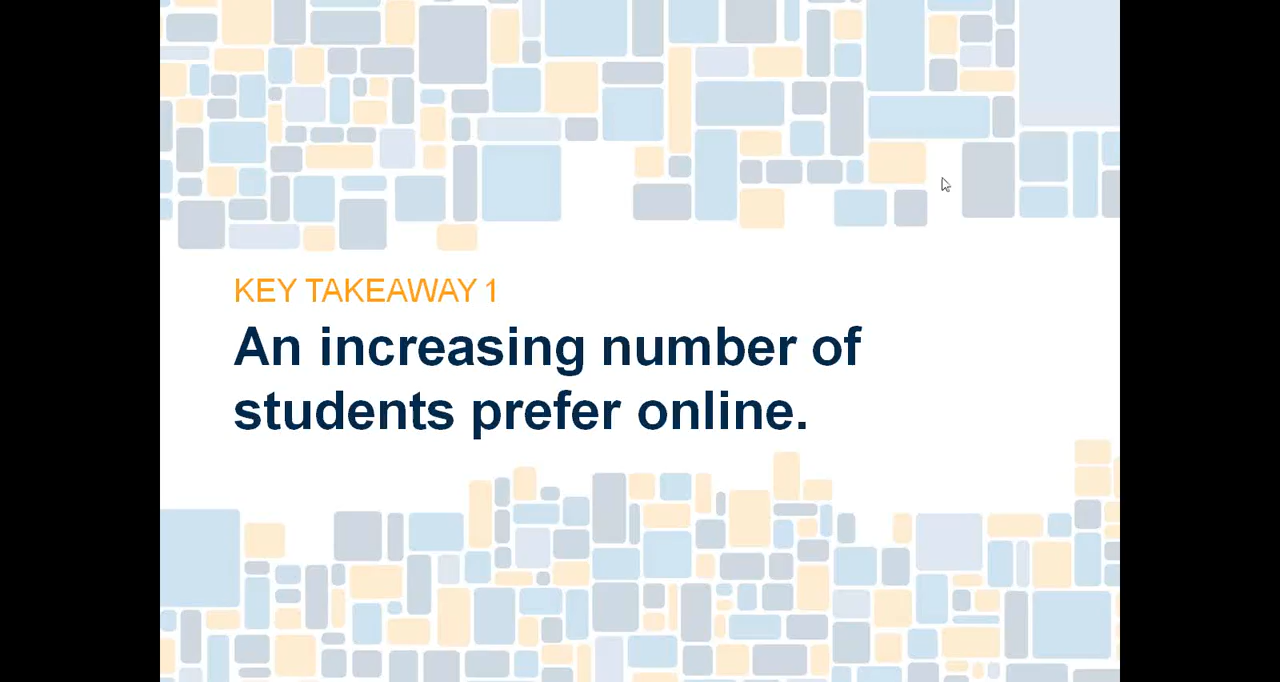 KEY TAKEAWAY 1
An increasing number of
students prefer online.